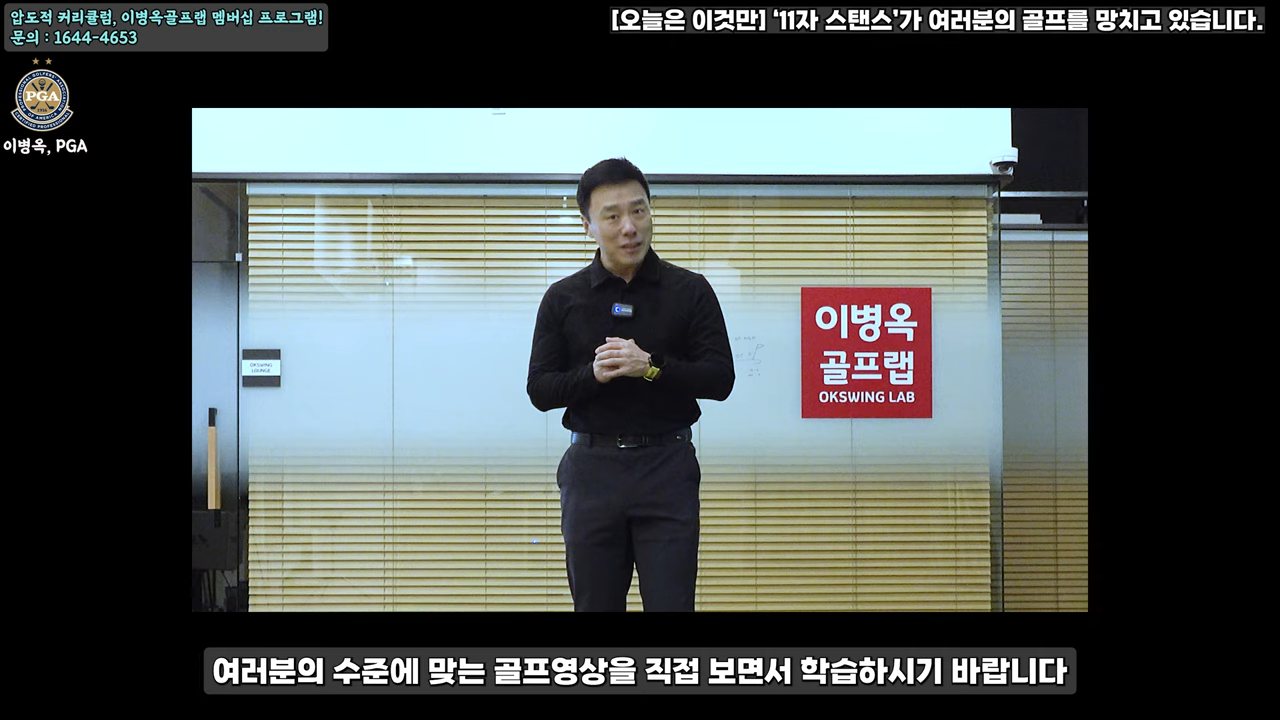 압도적 커리큘럼, 이병옥골프랩 멤버십 프로그램!
문의 : 1644-4653
[오늘은 이것만] ‘11자 스탠스’가 여러분의 골프를 망치고 있습니다.
PGA
이병옥, PGA
OKSWING
LOUNGE
이병옥
골프랩
OKSWING LAB
여러분의 수준에 맞는 골프영상을 직접 보면서 학습하시기 바랍니다